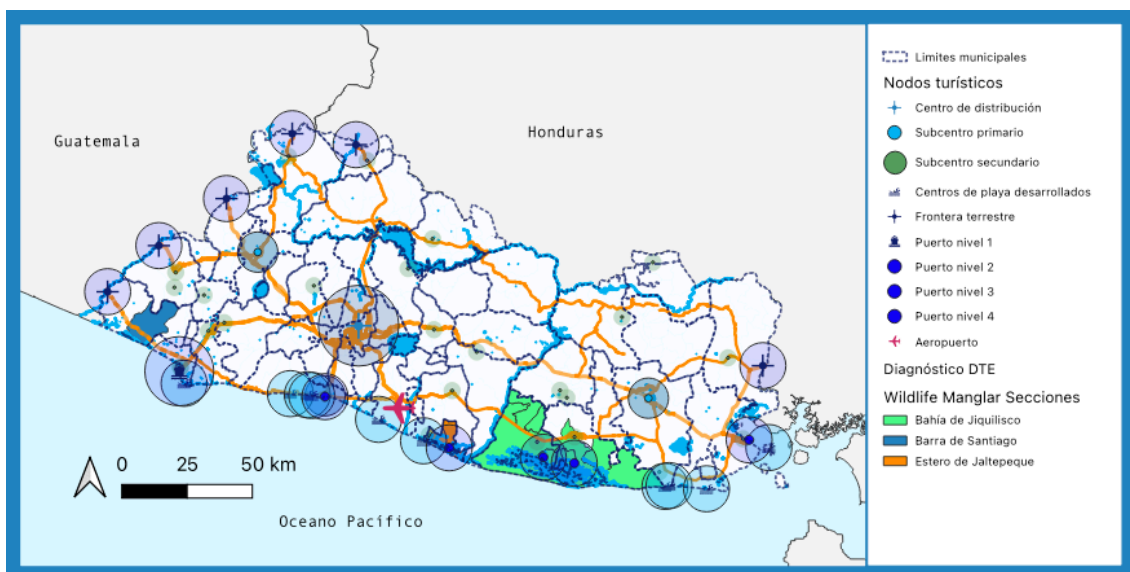 Guatemala
Honduras
0 25 50 km
Oceano Pacífico
Limites municipales
Nodos turísticos
Centro de distribución
Subcentro primario
Subcentro secundario
Centros de playa desarrollados
Frontera terrestre
Puerto nivel 1
Puerto nivel 2
Puerto nivel 3
Puerto nivel 4
Aeropuerto
Diagnóstico DTE
Wildlife Manglar Secciones
Bahía de Jiquilisco
Barra de Santiago
Estero de Jaltepeque